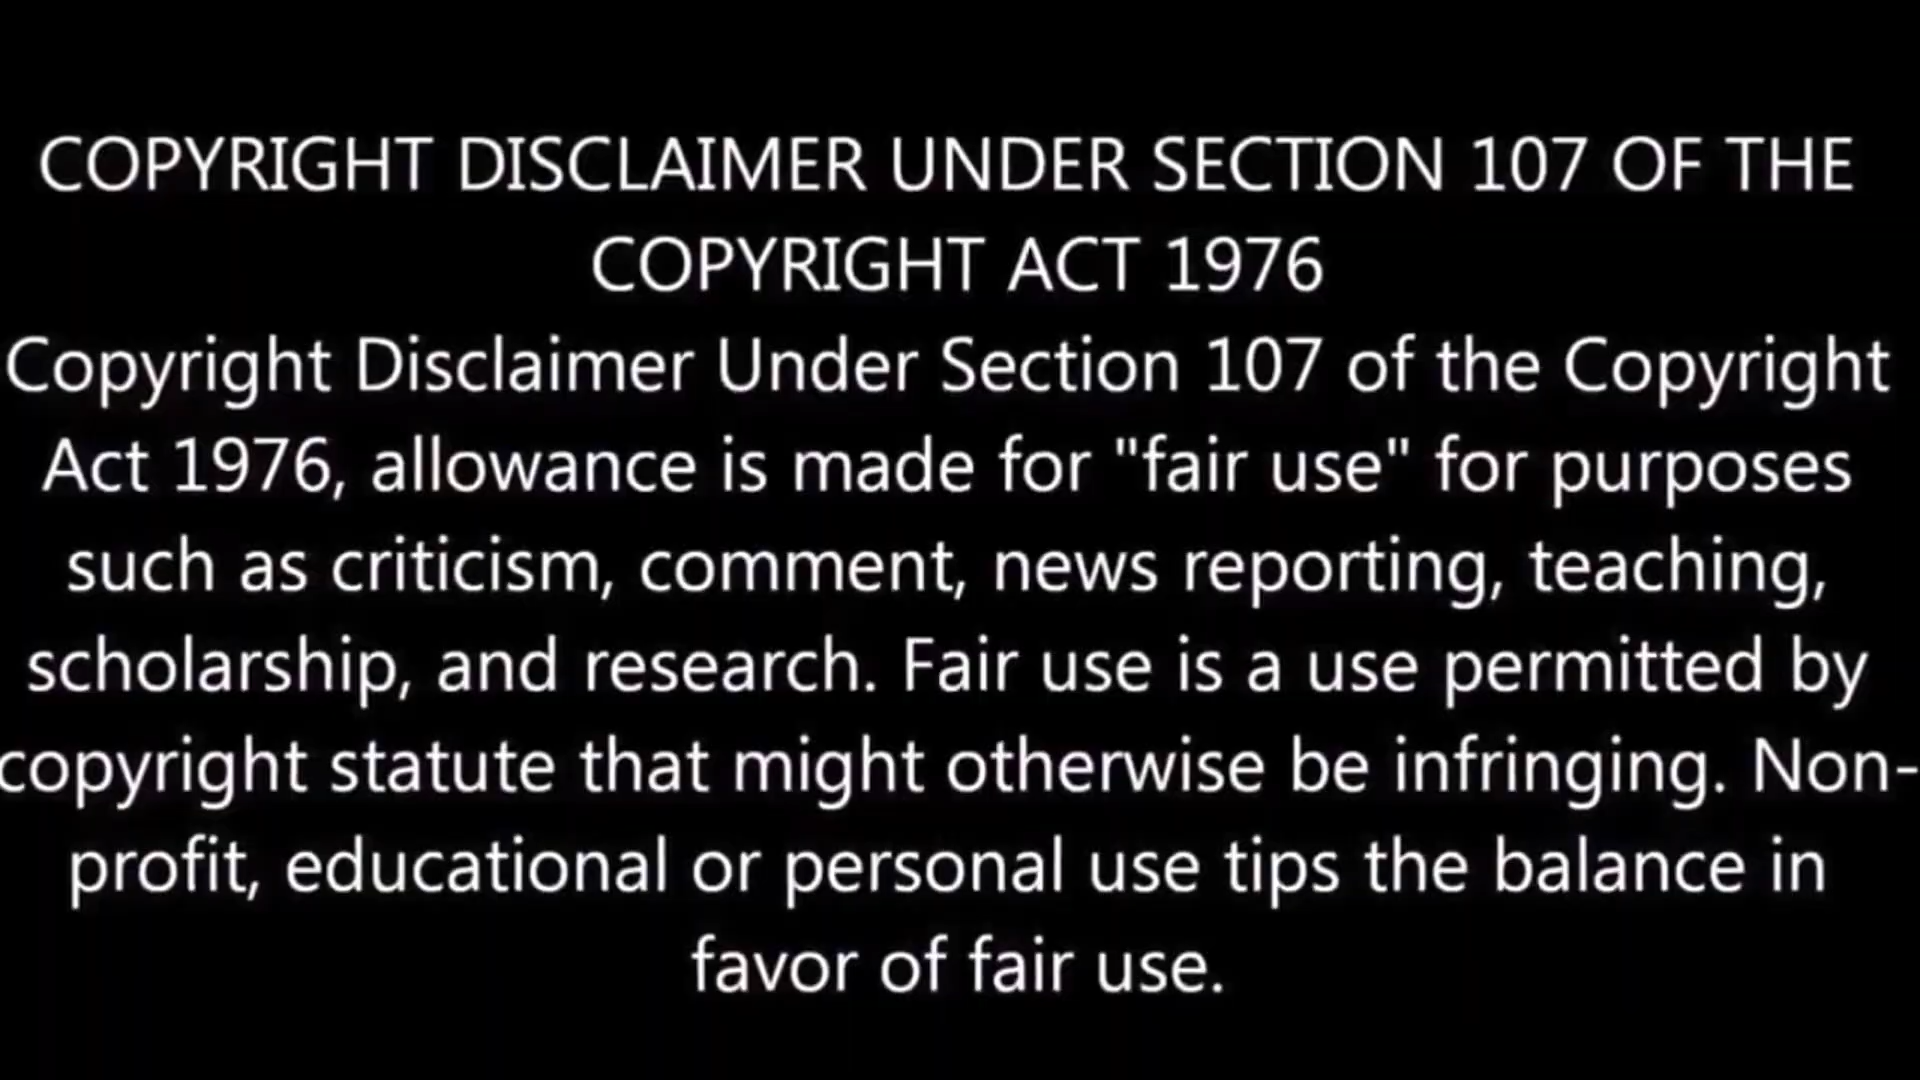 COPYRIGHT DISCLAIMER UNDER SECTION 107 OF THE
COPYRIGHT ACT 1976
Copyright Disclaimer Under Section 107 of the Copyright
Act 1976, allowance is made for "fair use" for purposes
such as criticism, comment, news reporting, teaching,
scholarship, and research. Fair use is a use permitted by
copyright statute that might otherwise be infringing. Non-
profit, educational or personal use tips the balance in
favor of fair use.